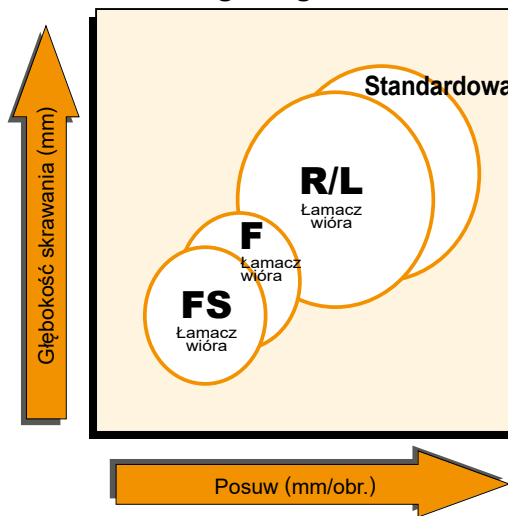 Standardowa
R/L
Łamacz
wióra
F
Łamacz
wióra
FS
Łamacz
wióra
Głębokość skrawania (mm)
Posuw (mm/obr.)